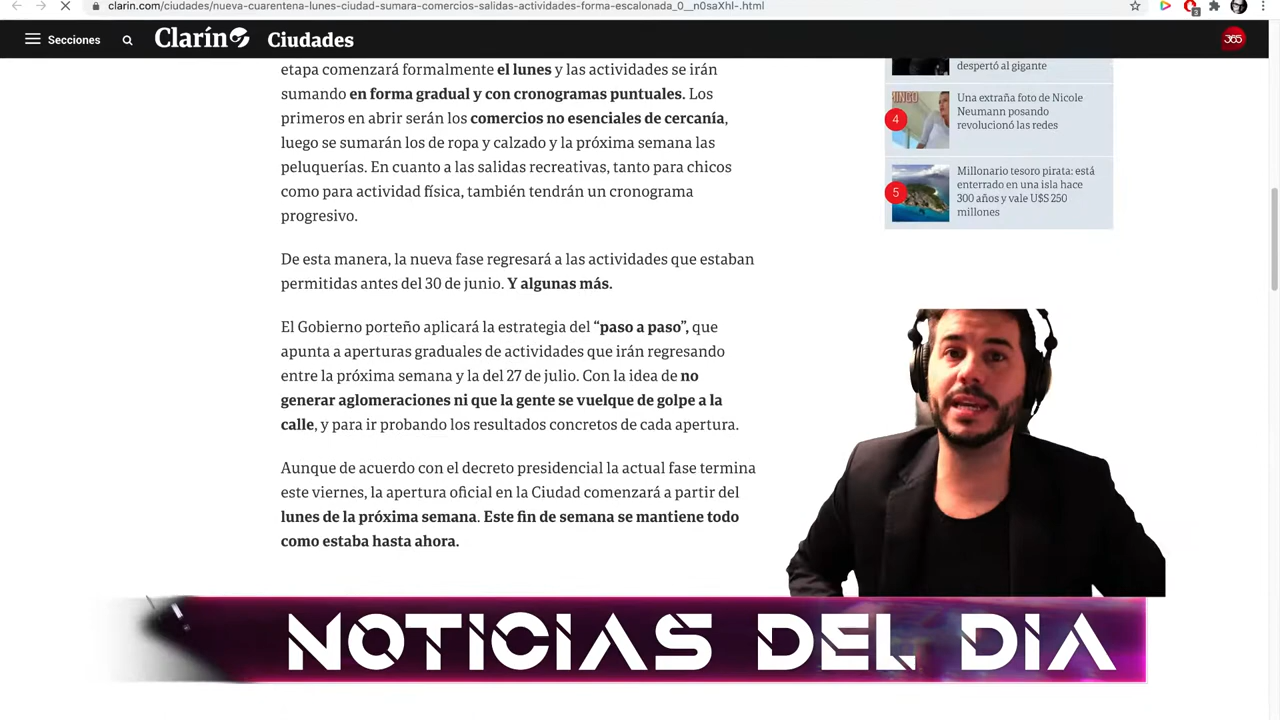 clarin.com/ciudades/nueva-cuarentena-lunes-ciudad-sumara-comercios-salidas-actividades-forma-escalonada_0__n0saXhI-.html
3
Secciones
Clarín
Ciudades
365
etapa comenzará formalmente el lunes y las actividades se irán
sumando en forma gradual y con cronogramas puntuales. Los
primeros en abrir serán los comercios no esenciales de cercanía,
luego se sumarán los de ropa y calzado y la próxima semana las
peluquerías. En cuanto a las salidas recreativas, tanto para chicos
como para actividad física, también tendrán un cronograma
progresivo.
De esta manera, la nueva fase regresará a las actividades que estaban
permitidas antes del 30 de junio. Y algunas más.
El Gobierno porteño aplicará la estrategia del “paso a paso”, que
apunta a aperturas graduales de actividades que irán regresando
entre la próxima semana y la del 27 de julio. Con la idea de no
generar aglomeraciones ni que la gente se vuelque de golpe a la
calle, y para ir probando los resultados concretos de cada apertura.
Aunque de acuerdo con el decreto presidencial la actual fase termina
este viernes, la apertura oficial en la Ciudad comenzará a partir del
lunes de la próxima semana. Este fin de semana se mantiene todo
como estaba hasta ahora.
despertó al gigante
4
Una extraña foto de Nicole
Neumann posando
revolucionó las redes
5
Millonario tesoro pirata: está
enterrado en una isla hace
300 años y vale U$S 250
millones
NOTICIAS DEL DIA